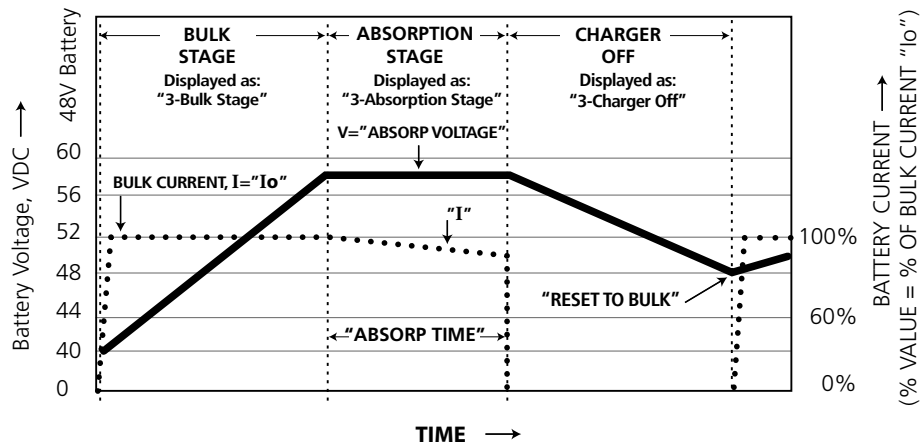 BULK
STAGE
Displayed as:
"3-Bulk Stage"
ABSORPTION
STAGE
Displayed as:
"3-Absorption Stage"
CHARGER
OFF
Displayed as:
"3-Charger Off"
V="ABSORP VOLTAGE"
BULK CURRENT, I="Io"
"I"
"RESET TO BULK"
"ABSORP TIME"
Battery Voltage, VDC
48V Battery
60
56
52
48
44
40
0
100%
60%
0%
BATTERY CURRENT
(% VALUE = % OF BULK CURRENT "Io")
TIME